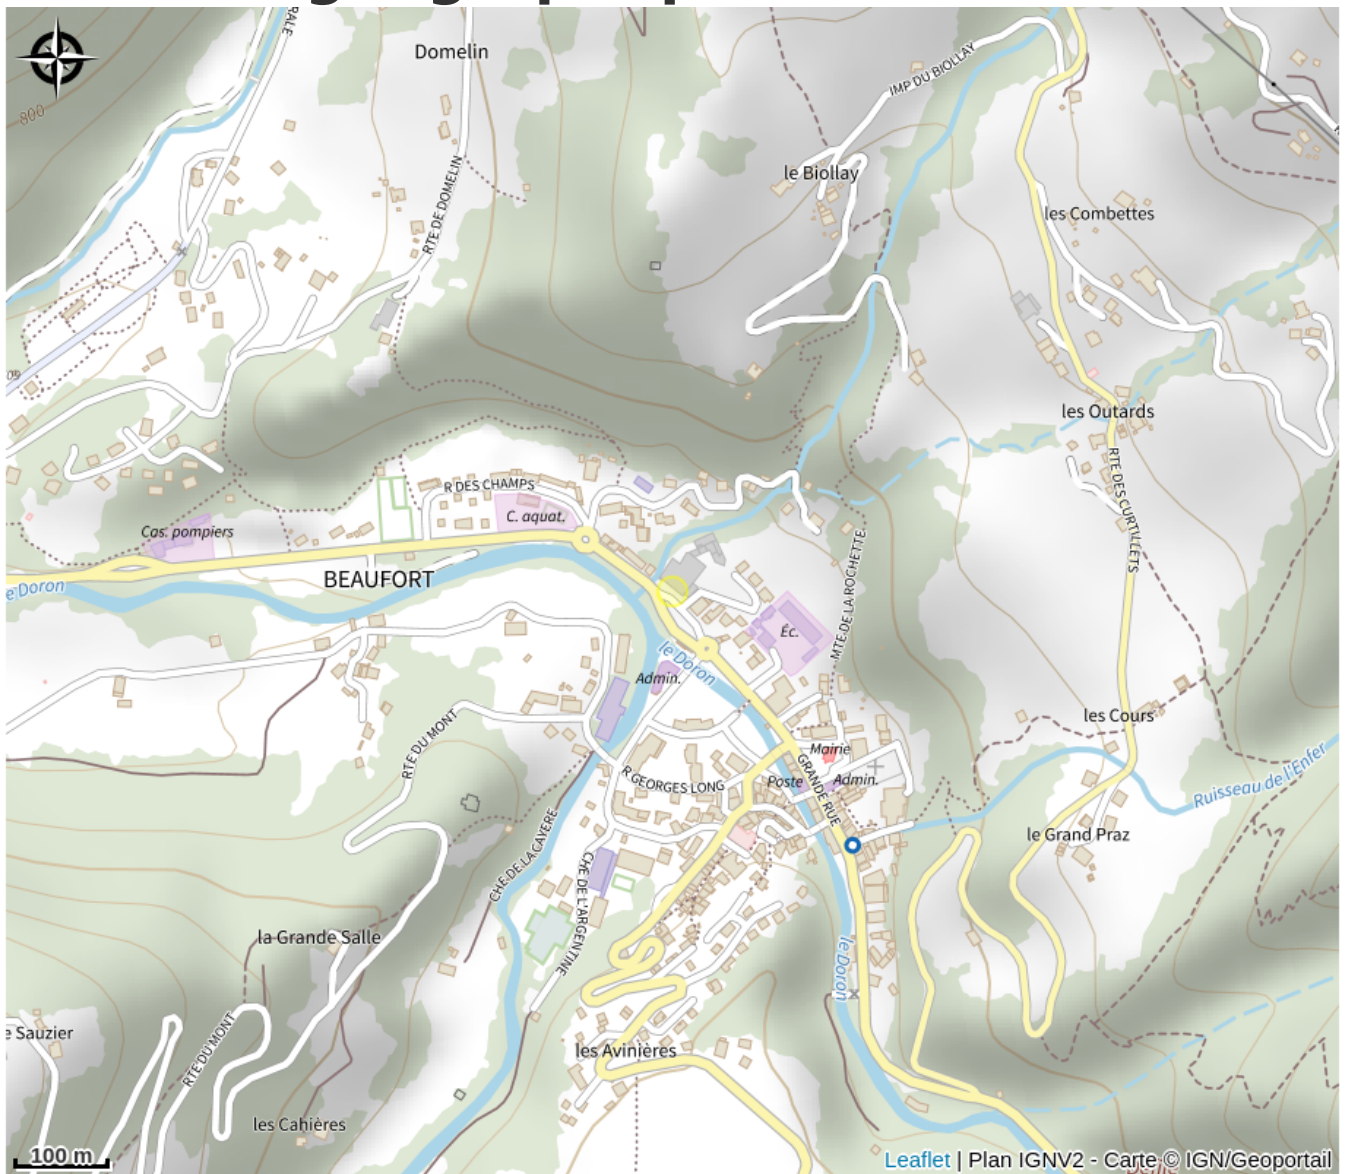 Domelin
RALE
800
IMP DU BIOLLAY
le Biollay
RTE DE DOMELIN
les Combettes
les Outards
R DES CHAMPS
C. aquat.
Cas. pompiers
RTE DES CURTILLETS
BEAUFORT
e Doron
MTE DE LA ROCHETTE
Éc.
le Doron
Admin.
les Cours
RTE DU MONT
Mairie
Poste
Admin.
GRANDE RUE
R GEORGES LONG
Ruisseau de l'Enfer
le Grand Praz
CHE DE LA CAYERE
CHE DE L'ARGENTINE
la Grande Salle
le Doron
e Sauzier
RTE DU MONT
les Avinières
les Cahières
100 m
Leaflet | Plan IGNV2 - Carte © IGN/Geoportail